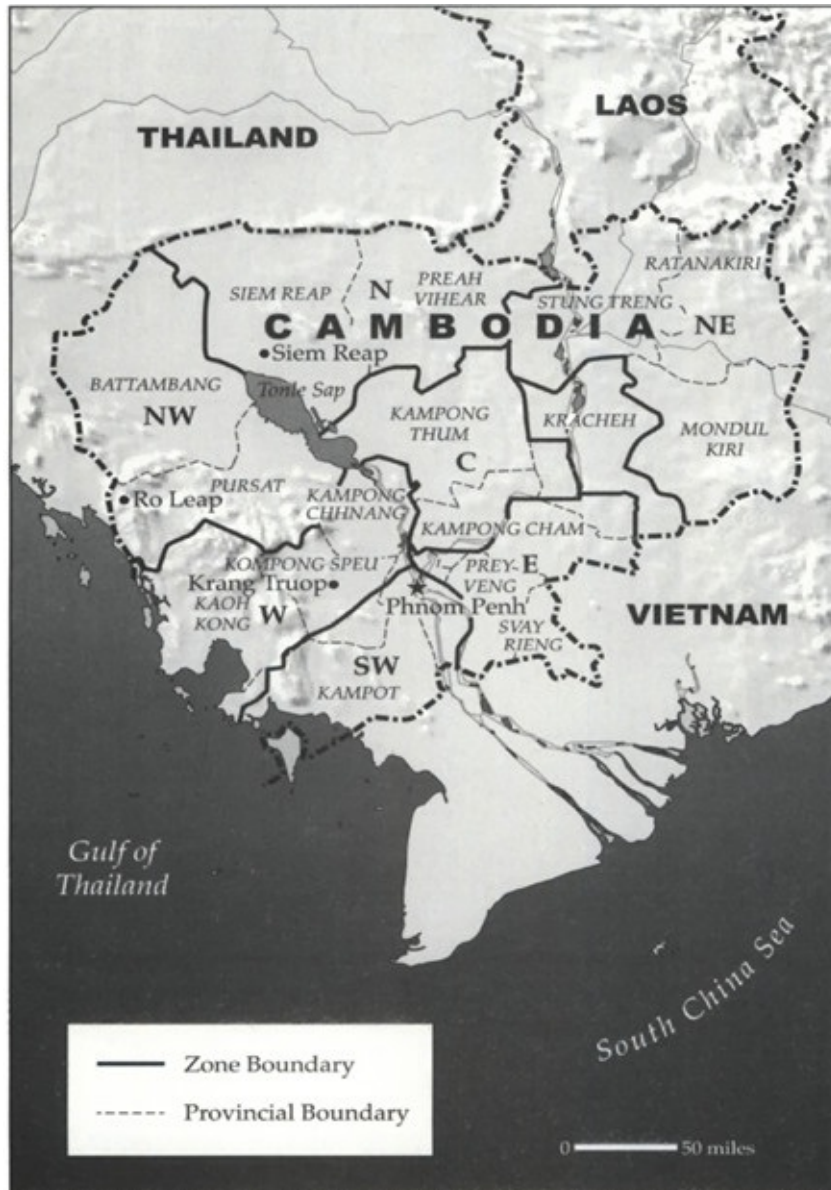 LAOS
THAILAND
RATANAKIRI
PREAH
VIHEAR
N
SIEM REAP
STUNG TRENG
CAMBODIA
NE
Siem Reap
Tonle Sap
BATTAMBANG
NW
KAMPONG
THUM
KRACHEH
MONDUL
KIRI
C
PURSAT
Ro Leap
KAMPONG
CHHNANG
KAMPONG CHAM
KOMPONG SPEU
PREY-
VENG
E
Krang Truop
KAOH
KONG
W
Phnom Penh
VIETNAM
SVAY
RIENG
SW
KAMPOT
Gulf of
Thailand
South China Sea
Zone Boundary
Provincial Boundary
0 50 miles